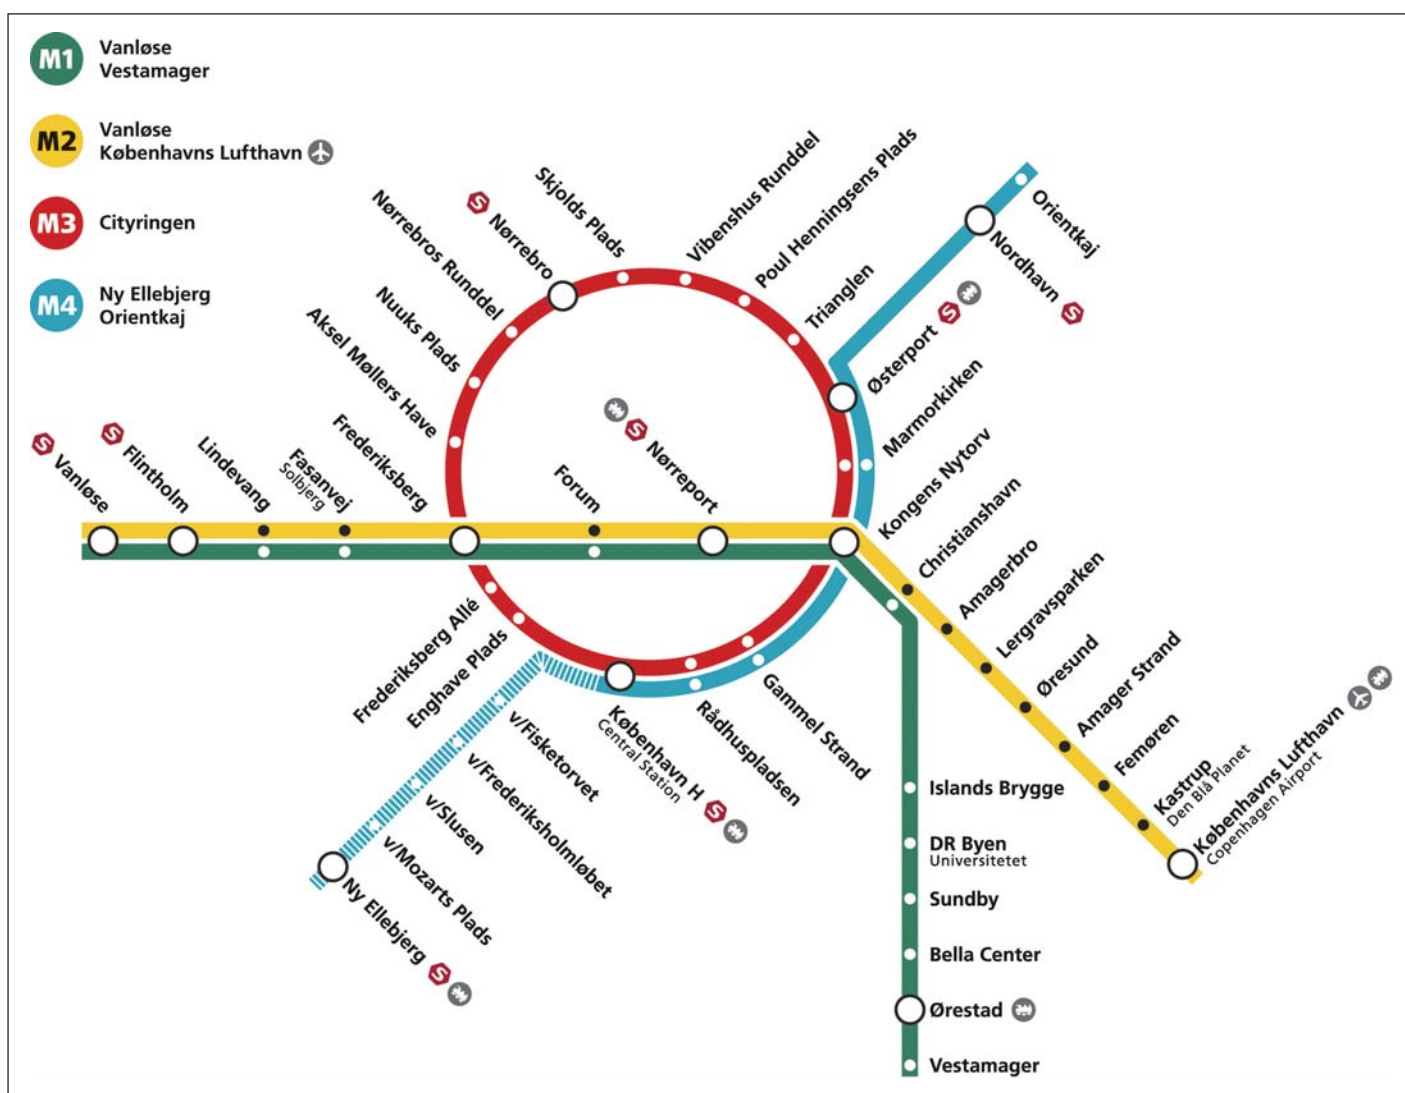 M1
Vanløse
Vestamager
M2
Vanløse
Københavns Lufthavn
M3
Cityringen
M4
Ny Ellebjerg
Orientkaj
S
Vanløse
S
Flintholm
Lindevang
Fasanvej
Solbjerg
Frederiksberg
Aksel Møllers Have
Nuuks Plads
Nørrebros Runddel
S
Nørrebro
Skjolds Plads
Vibenshus Runddel
Poul Henningsens Plads
Trianglen
Orientkaj
Nordhavn
S
Østerport
S
Marmorkirken
Forum
S
Nørreport
Kongens Nytorv
Christianshavn
Amagerbro
Lergravsparken
Øresund
Amager Strand
Femøren
Kastrup
Den Blå Planet
Københavns Lufthavn
Copenhagen Airport
Frederiksberg Allé
Enghave Plads
København H
Central Station
S
Rådhuspladsen
Gammel Strand
v/Fisketorvet
v/Frederiksholmløbet
v/Slusen
v/Mozarts Plads
Ny Ellebjerg
S
Islands Brygge
DR Byen
Universitetet
Sundby
Bella Center
Ørestad
Vestamager